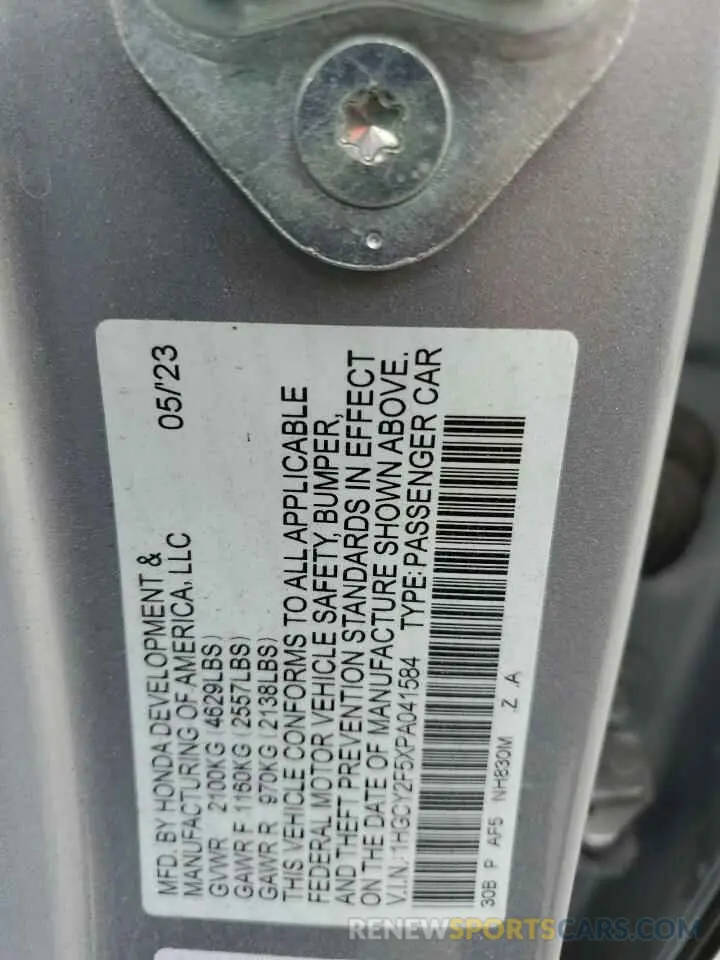 MFD. BY HONDA DEVELOPMENT & 05/'23
MANUFACTURING OF AMERICA, LLC
GVWR 2100KG (4629LBS)
GAWR F 1160KG (2557LBS)
GAWR R 970KG (2138LBS)
THIS VEHICLE CONFORMS TO ALL APPLICABLE
FEDERAL MOTOR VEHICLE SAFETY, BUMPER,
AND THEFT PREVENTION STANDARDS IN EFFECT
ON THE DATE OF MANUFACTURE SHOWN ABOVE.
V.I.N.: 1HGCY2F5XPA041584 TYPE: PASSENGER CAR
30B P AF5 NH830M Z .A
RENEWSPORTSCARS.COM